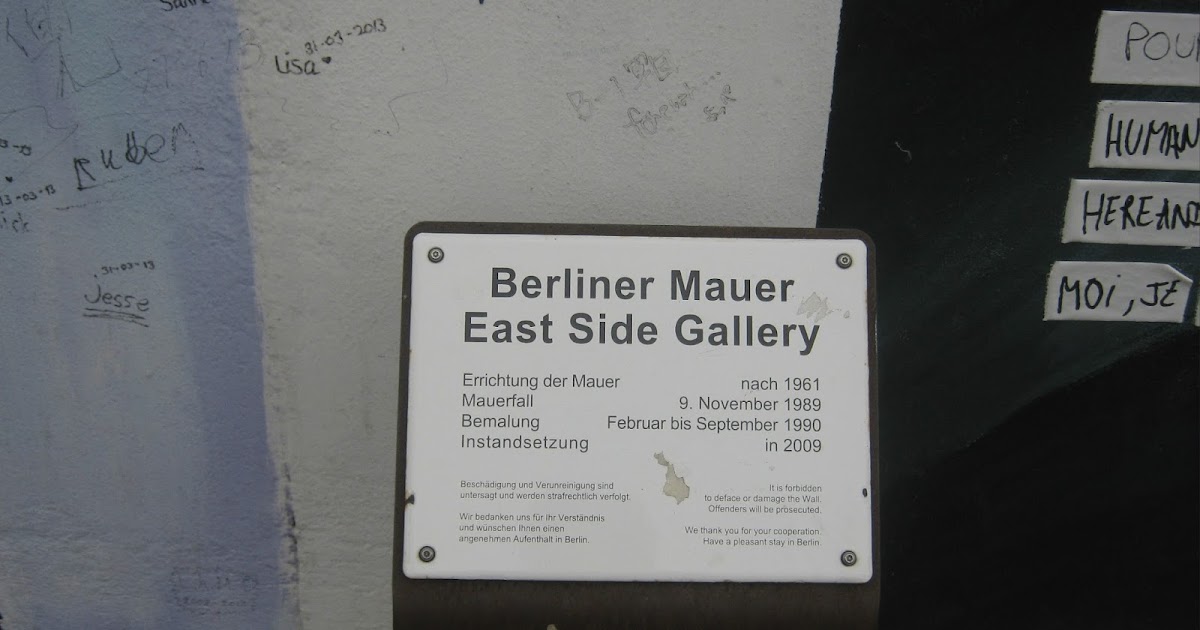 Lisa
31-03-2013
Ruben
31-03-13
Jesse
POU
HUMAN
HERE AND
MOI, JE
Berliner Mauer
East Side Gallery
Errichtung der Mauer nach 1961
Mauerfall 9. November 1989
Bemalung Februar bis September 1990
Instandsetzung in 2009
Beschädigung und Verunreinigung sind
untersagt und werden strafrechtlich verfolgt.
Wir bedanken uns für Ihr Verständnis
und wünschen Ihnen einen
angenehmen Aufenthalt in Berlin.
It is forbidden
to deface or damage the Wall.
Offenders will be prosecuted.
We thank you for your cooperation.
Have a pleasant stay in Berlin.